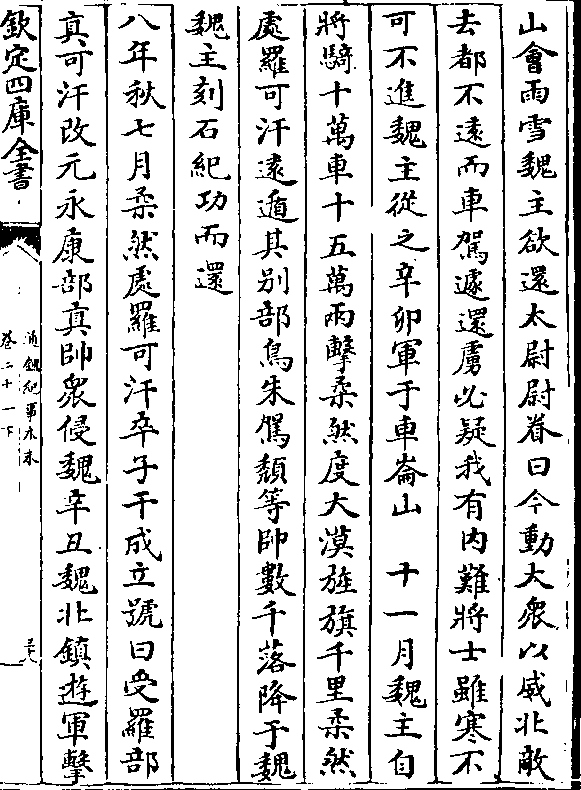 山會雨雪魏主欲還太尉尉眷曰今動大衆以威北敵
去都不遠而車駕遽還虜必疑我有内難將士雖寒不
可不進魏主從之辛卯軍于車崙山　十一月魏主自
將騎十萬車十五萬兩擊柔然度大漠旌旗千里柔然
處羅可汗遠遁其别部烏朱駕頽等帥數千落降于魏
魏主刻石紀功而還
八年秋七月柔然處羅可汗卒子予成立號曰受羅部
真可汗改元永康部真帥衆侵魏辛丑魏北鎮遊軍擊
欽定四庫全書
通鑑紀事本末
卷二十一下